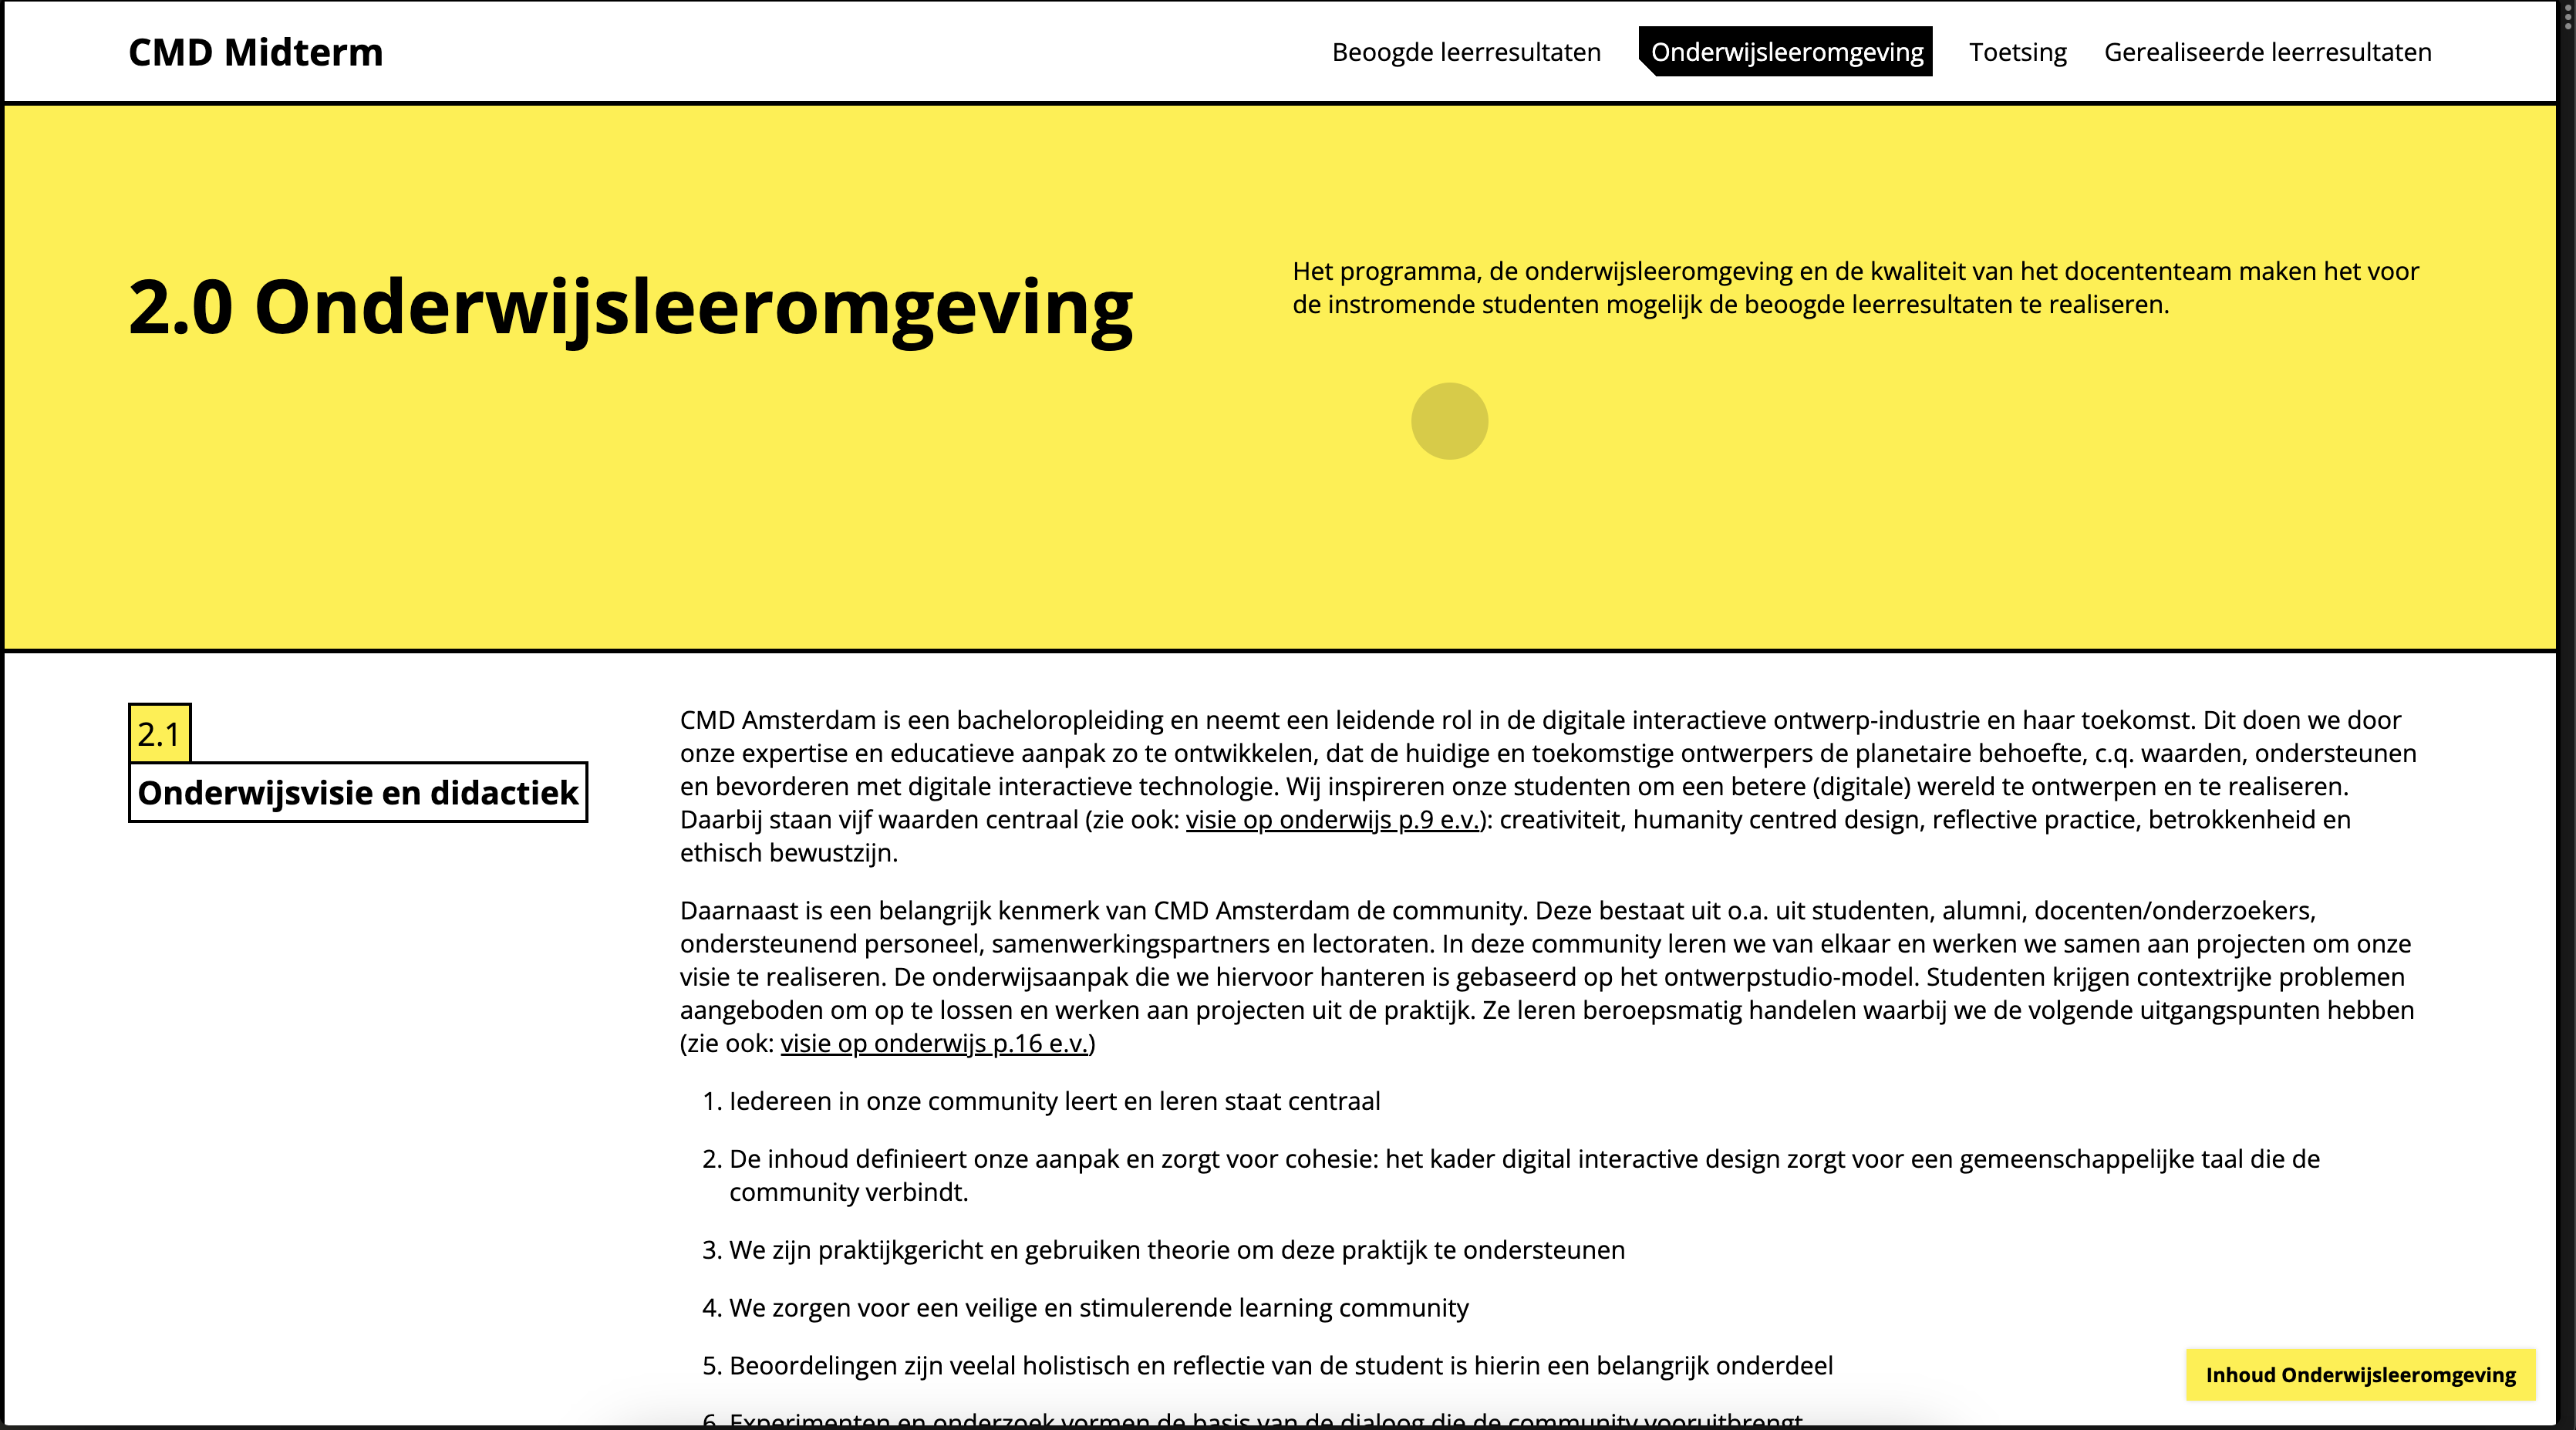 CMD Midterm
Beoogde leerresultaten
Onderwijsleeromgeving
Toetsing
Gerealiseerde leerresultaten
2.0 Onderwijsleeromgeving
Het programma, de onderwijsleeromgeving en de kwaliteit van het docententeam maken het voor
de instromende studenten mogelijk de beoogde leerresultaten te realiseren.
2.1
Onderwijsvisie en didactiek
CMD Amsterdam is een bacheloropleiding en neemt een leidende rol in de digitale interactieve ontwerp-industrie en haar toekomst. Dit doen we door
onze expertise en educatieve aanpak zo te ontwikkelen, dat de huidige en toekomstige ontwerpers de planetaire behoefte, c.q. waarden, ondersteunen
en bevorderen met digitale interactieve technologie. Wij inspireren onze studenten om een betere (digitale) wereld te ontwerpen en te realiseren.
Daarbij staan vijf waarden centraal (zie ook: visie op onderwijs p.9 e.v.): creativiteit, humanity centred design, reflective practice, betrokkenheid en
ethisch bewustzijn.
Daarnaast is een belangrijk kenmerk van CMD Amsterdam de community. Deze bestaat uit o.a. uit studenten, alumni, docenten/onderzoekers,
ondersteunend personeel, samenwerkingspartners en lectoraten. In deze community leren we van elkaar en werken we samen aan projecten om onze
visie te realiseren. De onderwijsaanpak die we hiervoor hanteren is gebaseerd op het ontwerpstudio-model. Studenten krijgen contextrijke problemen
aangeboden om op te lossen en werken aan projecten uit de praktijk. Ze leren beroepsmatig handelen waarbij we de volgende uitgangspunten hebben
(zie ook: visie op onderwijs p.16 e.v.)
1. Iedereen in onze community leert en leren staat centraal
2. De inhoud definieert onze aanpak en zorgt voor cohesie: het kader digital interactive design zorgt voor een gemeenschappelijke taal die de
community verbindt.
3. We zijn praktijkgericht en gebruiken theorie om deze praktijk te ondersteunen
4. We zorgen voor een veilige en stimulerende learning community
5. Beoordelingen zijn veelal holistisch en reflectie van de student is hierin een belangrijk onderdeel
6. Experimenten en onderzoek vormen de basis van de dialoog die de community vooruitbrengt
Inhoud Onderwijsleeromgeving